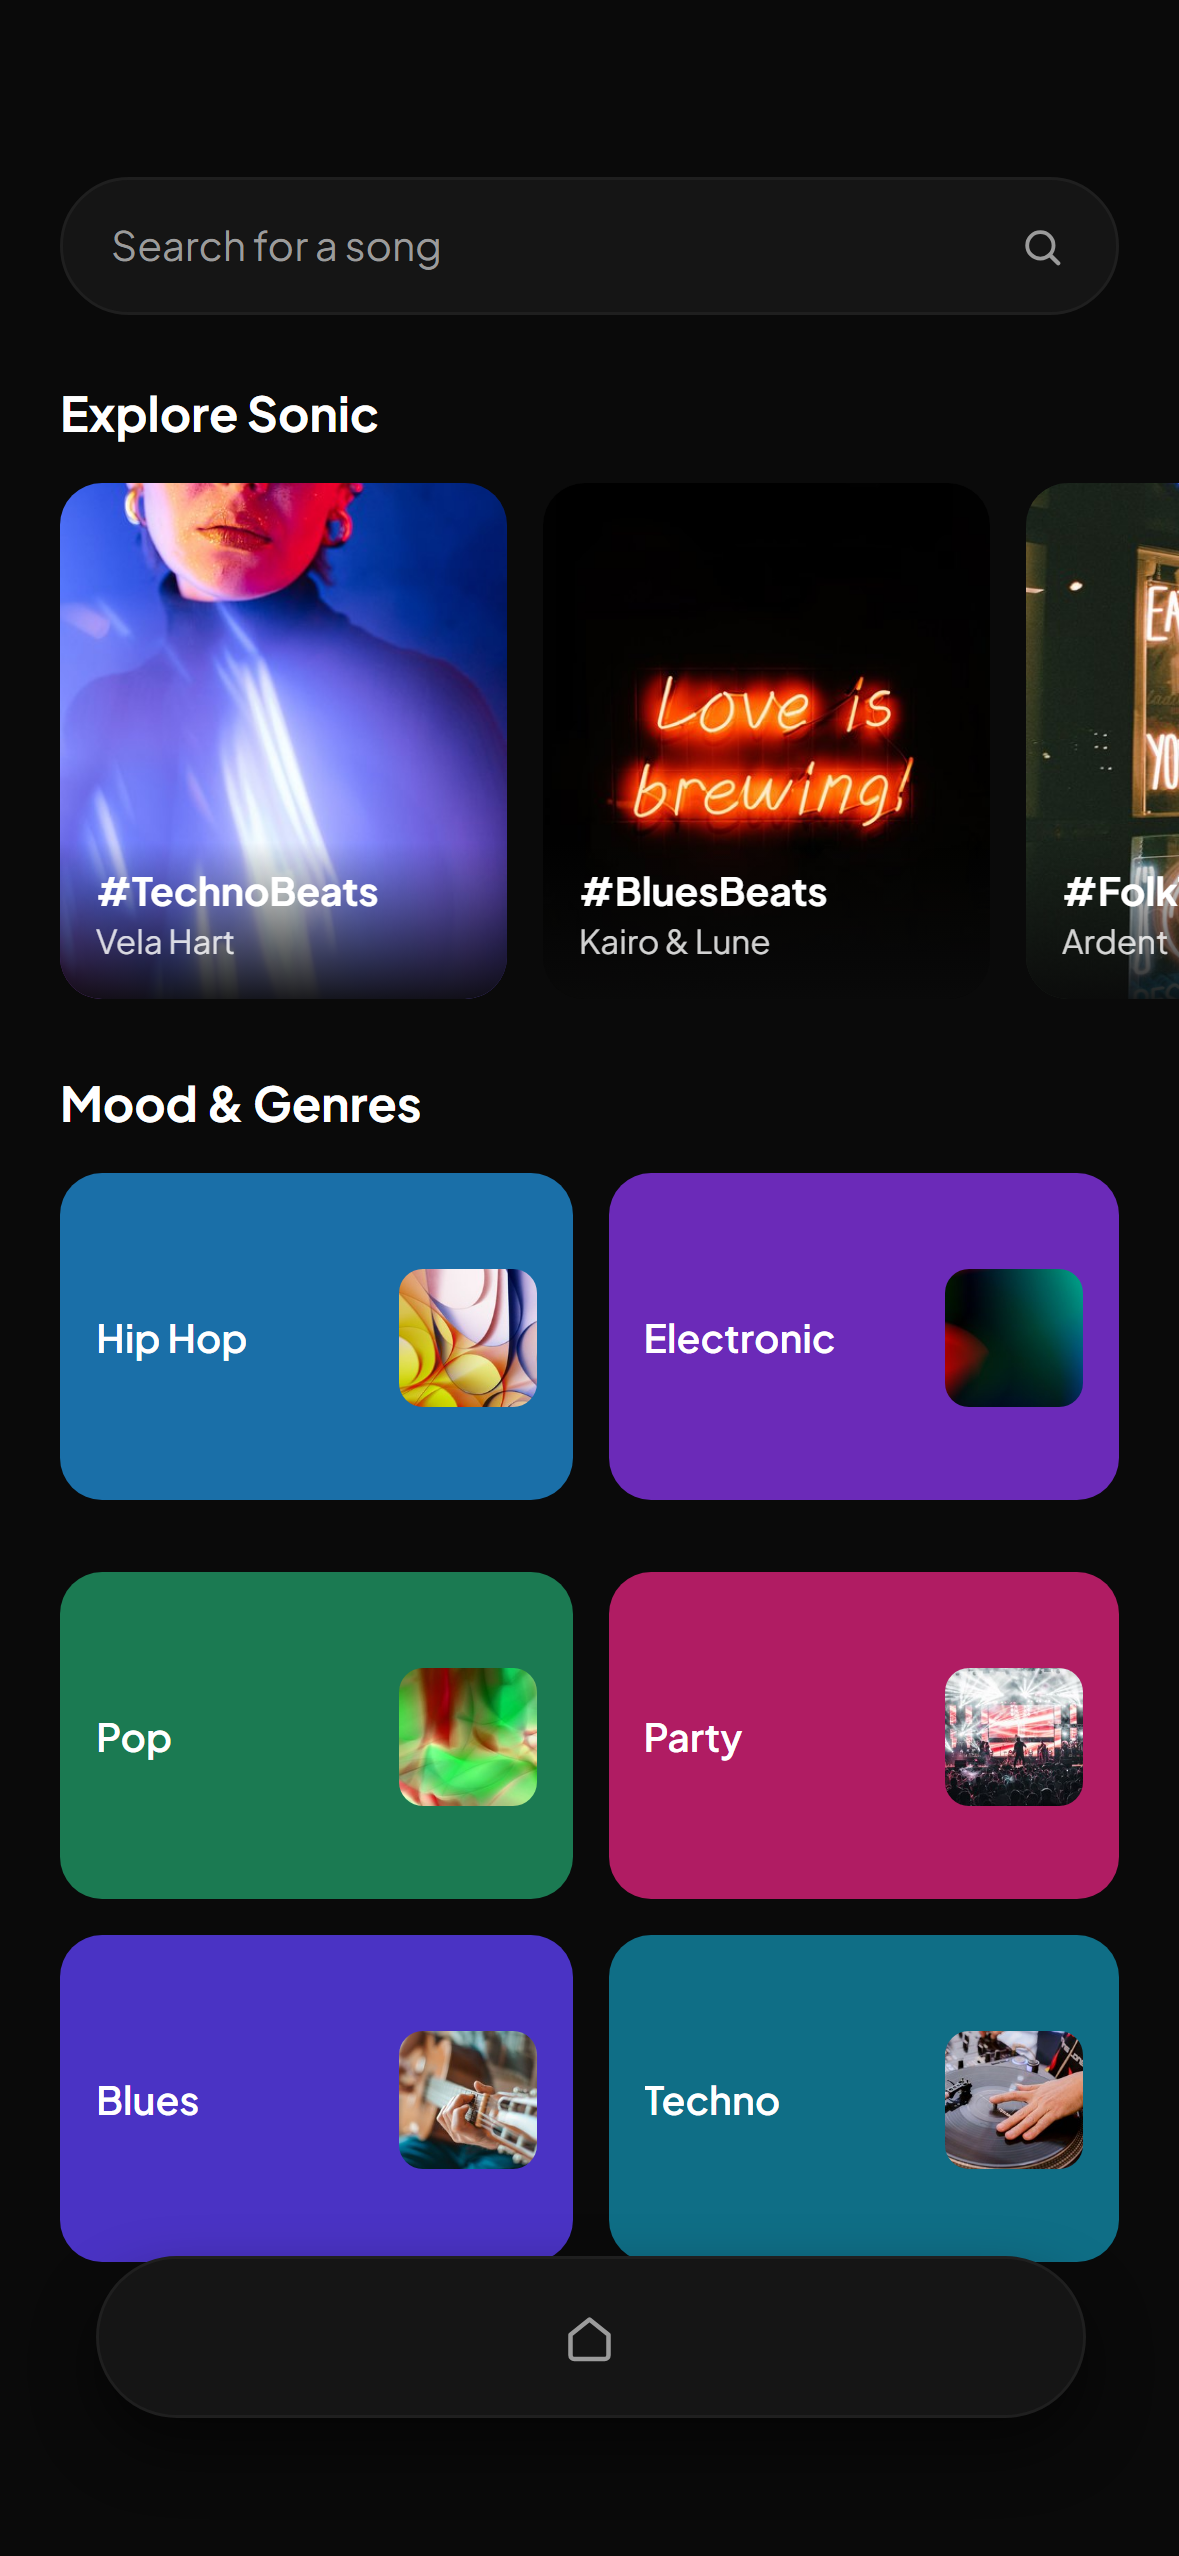 Search for a song
Explore Sonic
Love is
brewing!
#TechnoBeats
Vela Hart
#BluesBeats
Kairo & Lune
#Folk
Ardent
Mood & Genres
Hip Hop
Electronic
Pop
Party
Blues
Techno